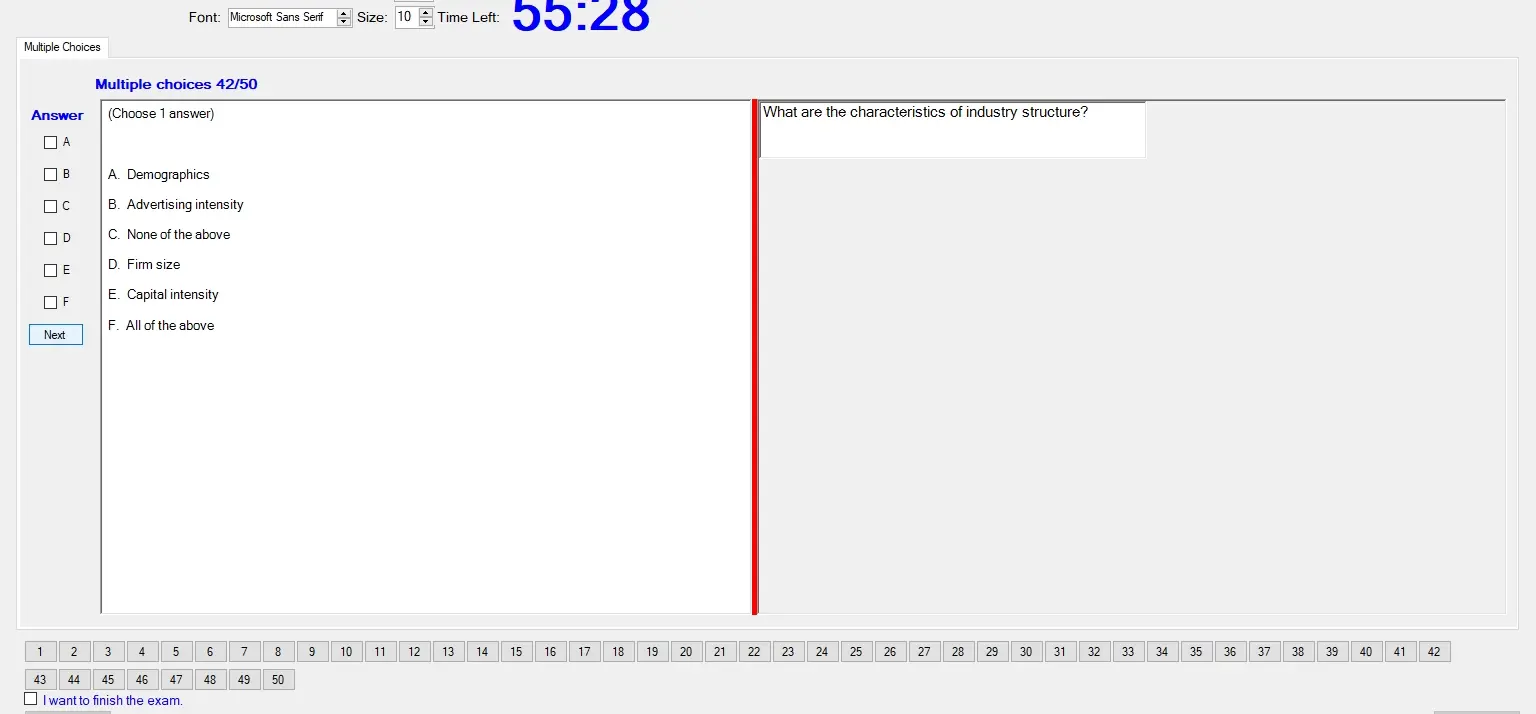 Font: Microsoft Sans Serif Size: 10 Time Left: 55:28
Multiple Choices
Multiple choices 42/50
Answer
A
B
C
D
E
F
Next
(Choose 1 answer)
A. Demographics
B. Advertising intensity
C. None of the above
D. Firm size
E. Capital intensity
F. All of the above
What are the characteristics of industry structure?
1 2 3 4 5 6 7 8 9 10 11 12 13 14 15 16 17 18 19 20 21 22 23 24 25 26 27 28 29 30 31 32 33 34 35 36 37 38 39 40 41 42
43 44 45 46 47 48 49 50
I want to finish the exam.